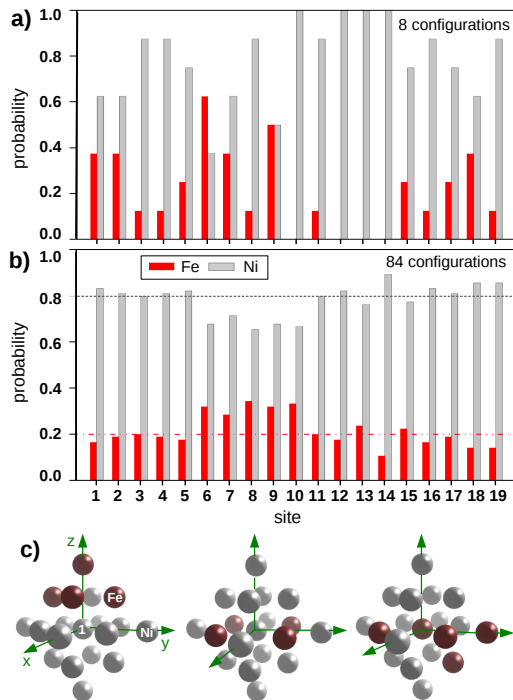 a)
8 configurations
probability
1.0
0.8
0.6
0.4
0.2
0.0
b)
Fe Ni
84 configurations
probability
0.8
0.6
0.4
0.2
0.0
1 2 3 4 5 6 7 8 9 10 11 12 13 14 15 16 17 18 19
site
c)
z
Fe
1
Ni
x
y